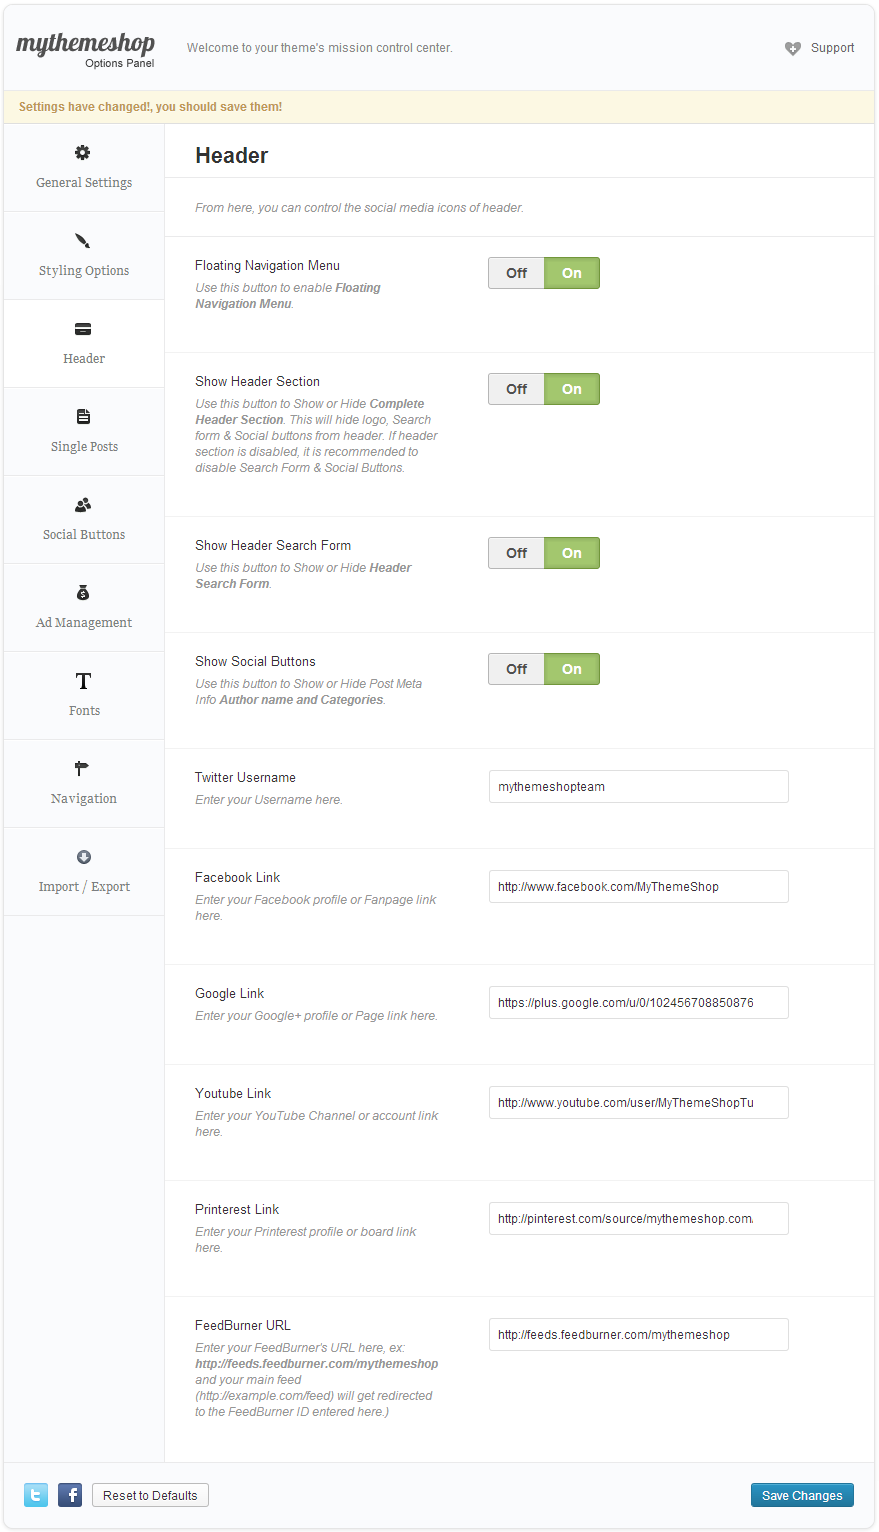 mythemeshop
Options Panel
Welcome to your theme's mission control center.
Support
Settings have changed!, you should save them!
General Settings
Styling Options
Header
Single Posts
Social Buttons
Ad Management
Fonts
Navigation
Import / Export
Header
From here, you can control the social media icons of header.
Floating Navigation Menu
Use this button to enable Floating
Navigation Menu.
Off On
Show Header Section
Use this button to Show or Hide Complete
Header Section. This will hide logo, Search
form & Social buttons from header. If header
section is disabled, it is recommended to
disable Search Form & Social Buttons.
Off On
Show Header Search Form
Use this button to Show or Hide Header
Search Form.
Off On
Show Social Buttons
Use this button to Show or Hide Post Meta
Info Author name and Categories.
Off On
Twitter Username
Enter your Username here.
mythemeshopteam
Facebook Link
Enter your Facebook profile or Fanpage link
here.
http://www.facebook.com/MyThemeShop
Google Link
Enter your Google+ profile or Page link here.
https://plus.google.com/u/0/102456708850876
Youtube Link
Enter your YouTube Channel or account link
here.
http://www.youtube.com/user/MyThemeShopTu
Printerest Link
Enter your Printerest profile or board link
here.
http://pinterest.com/source/mythemeshop.com/
FeedBurner URL
Enter your FeedBurner's URL here, ex:
http://feeds.feedburner.com/mythemeshop
and your main feed
(http://example.com/feed) will get redirected
to the FeedBurner ID entered here.)
http://feeds.feedburner.com/mythemeshop
Reset to Defaults
Save Changes